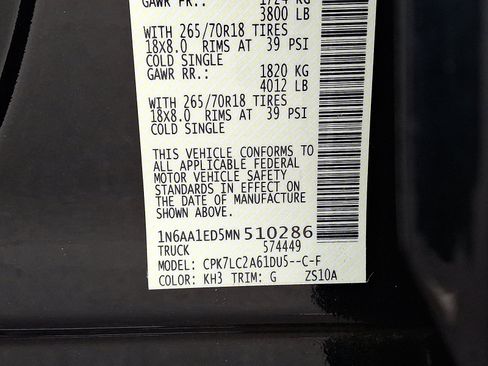 GAWR FR.: 1724 KG
3800 LB
WITH 265/70R18 TIRES
18X8.0 RIMS AT 39 PSI
COLD SINGLE
GAWR RR.: 1820 KG
4012 LB
WITH 265/70R18 TIRES
18X8.0 RIMS AT 39 PSI
COLD SINGLE
THIS VEHICLE CONFORMS TO
ALL APPLICABLE FEDERAL
MOTOR VEHICLE SAFETY
STANDARDS IN EFFECT ON
THE DATE OF MANUFACTURE
SHOWN ABOVE.
1N6AA1ED5MN510286
TRUCK 574449
MODEL: CPK7LC2A61DU5--C-F
COLOR: KH3 TRIM: G ZS10A